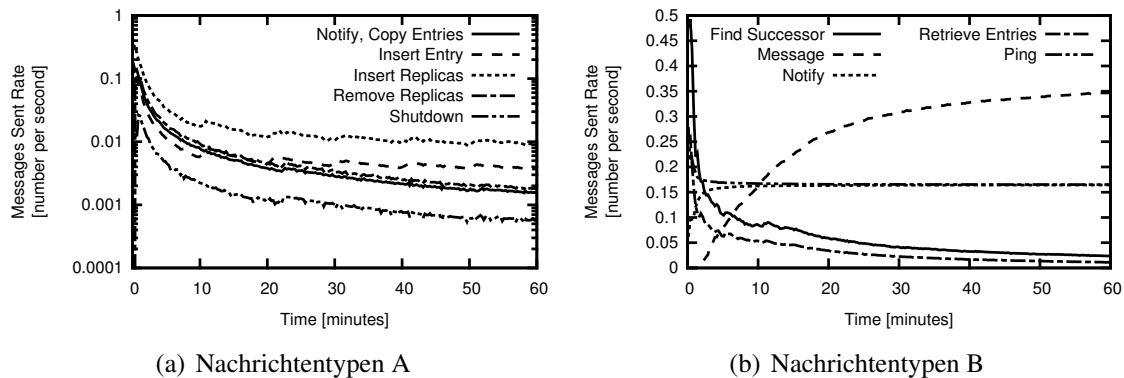 Messages Sent Rate
[number per second]
1
0.1
0.01
0.001
0.0001
0 10 20 30 40 50 60
Time [minutes]
Notify, Copy Entries
Insert Entry
Insert Replicas
Remove Replicas
Shutdown
(a) Nachrichtentypen A
Messages Sent Rate
[number per second]
0.5
0.45
0.4
0.35
0.3
0.25
0.2
0.15
0.1
0.05
0
0 10 20 30 40 50 60
Time [minutes]
Find Successor
Message
Notify
Retrieve Entries
Ping
(b) Nachrichtentypen B